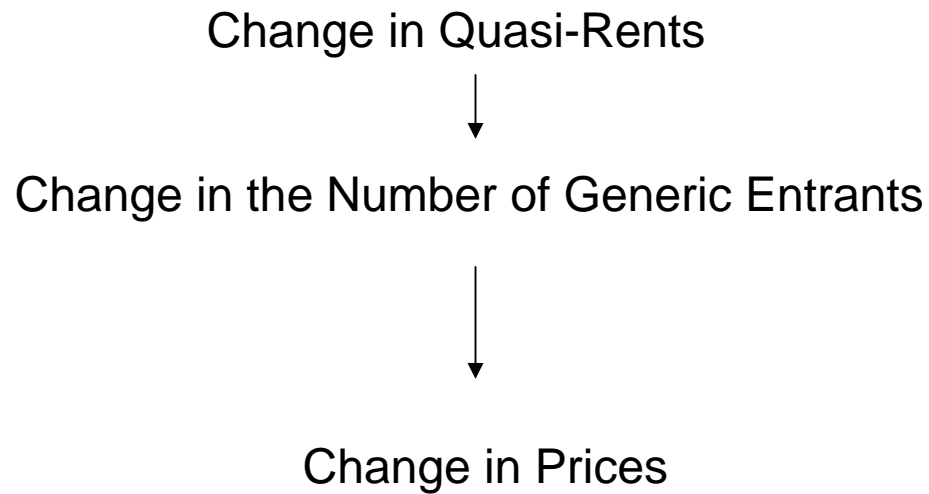 Change in Quasi-Rents
Change in the Number of Generic Entrants
Change in Prices